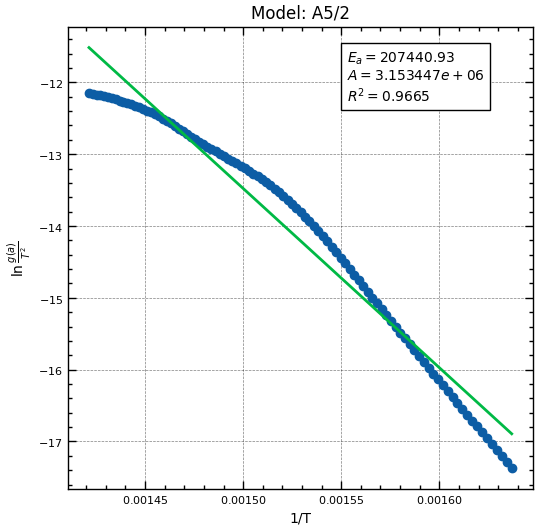 Model: A5/2
E_a = 207440.93
A = 3.153447e + 06
R^2 = 0.9665
−12
−13
−14
−15
−16
−17
ln g(a)/T^2
0.00145 0.00150 0.00155 0.00160
1/T